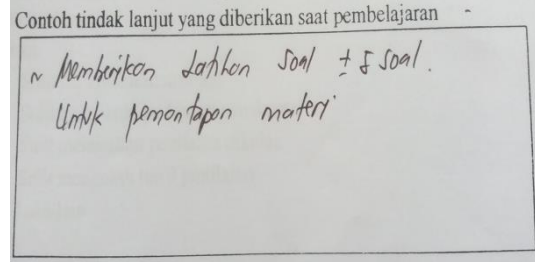 Contoh tindak lanjut yang diberikan saat pembelajaran -
~ Memberikan Latihan Soal ± 5 soal.
Untuk pemantapan materi